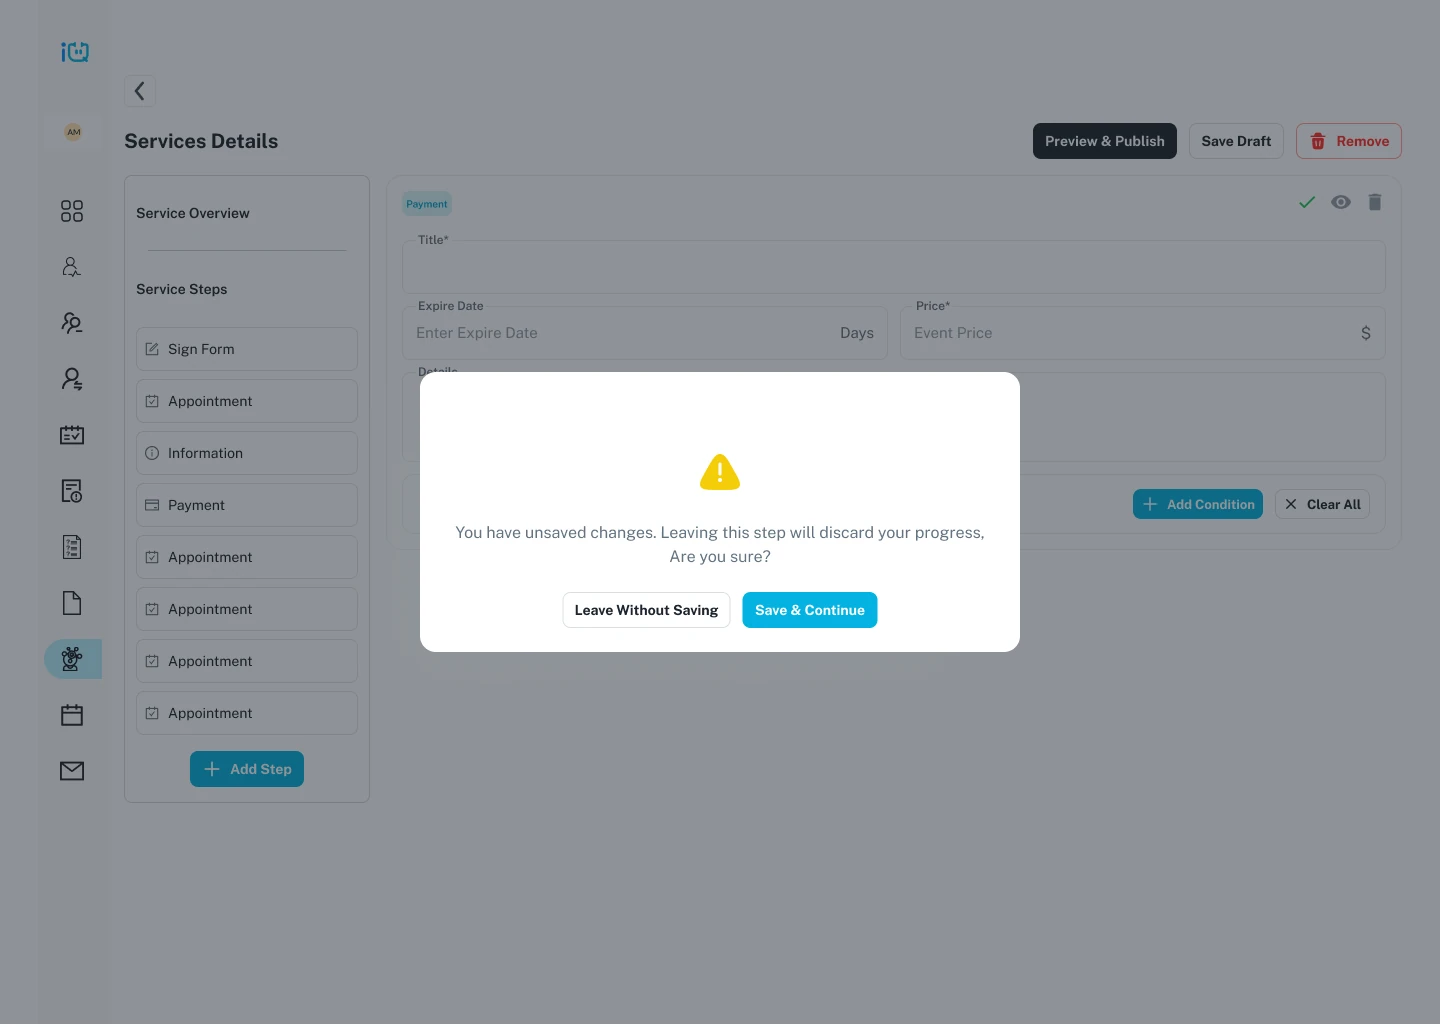 iQ
AM
Services Details
Preview & Publish
Save Draft
Remove
Service Overview
Service Steps
Sign Form
Appointment
Information
Payment
Appointment
Appointment
Appointment
Appointment
Add Step
Payment
Title*
Expire Date
Enter Expire Date
Days
Price*
Event Price
$
Details
Add Condition
Clear All
You have unsaved changes. Leaving this step will discard your progress,
Are you sure?
Leave Without Saving
Save & Continue